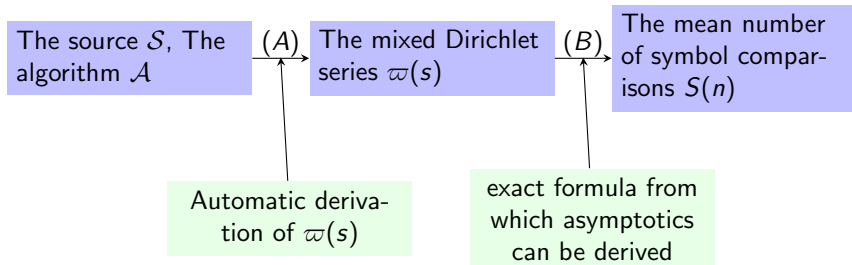 The source 𝒮, The
algorithm 𝒜
(A)
The mixed Dirichlet
series ϖ(s)
(B)
The mean number
of symbol compar-
isons S(n)
Automatic deriva-
tion of ϖ(s)
exact formula from
which asymptotics
can be derived